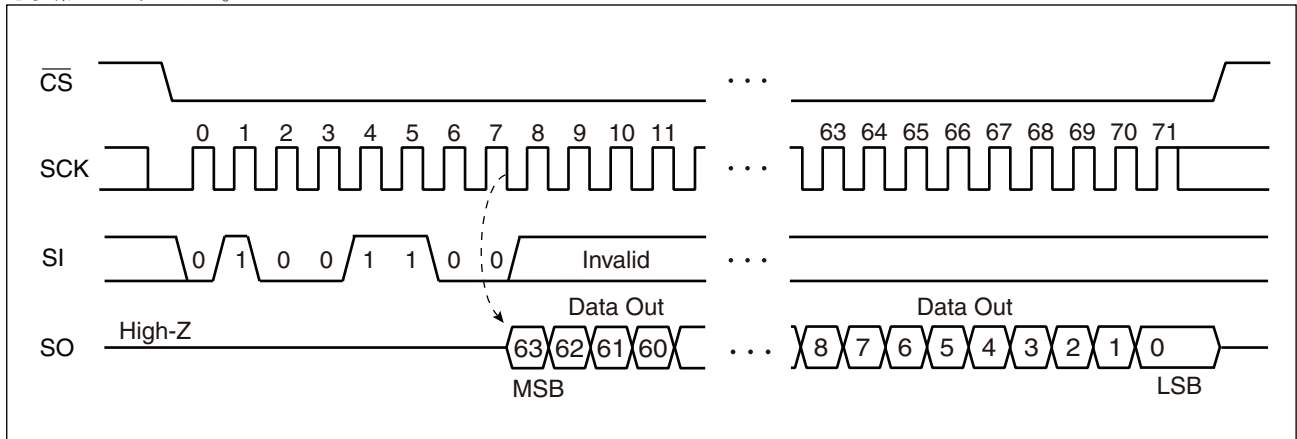 CS
0 1 2 3 4 5 6 7 8 9 10 11 63 64 65 66 67 68 69 70 71
SCK
. . .
. . .
SI
0 1 0 0 1 1 0 0 Invalid
. . .
Data Out Data Out
High-Z
SO
63 62 61 60 . . . 8 7 6 5 4 3 2 1 0
MSB LSB